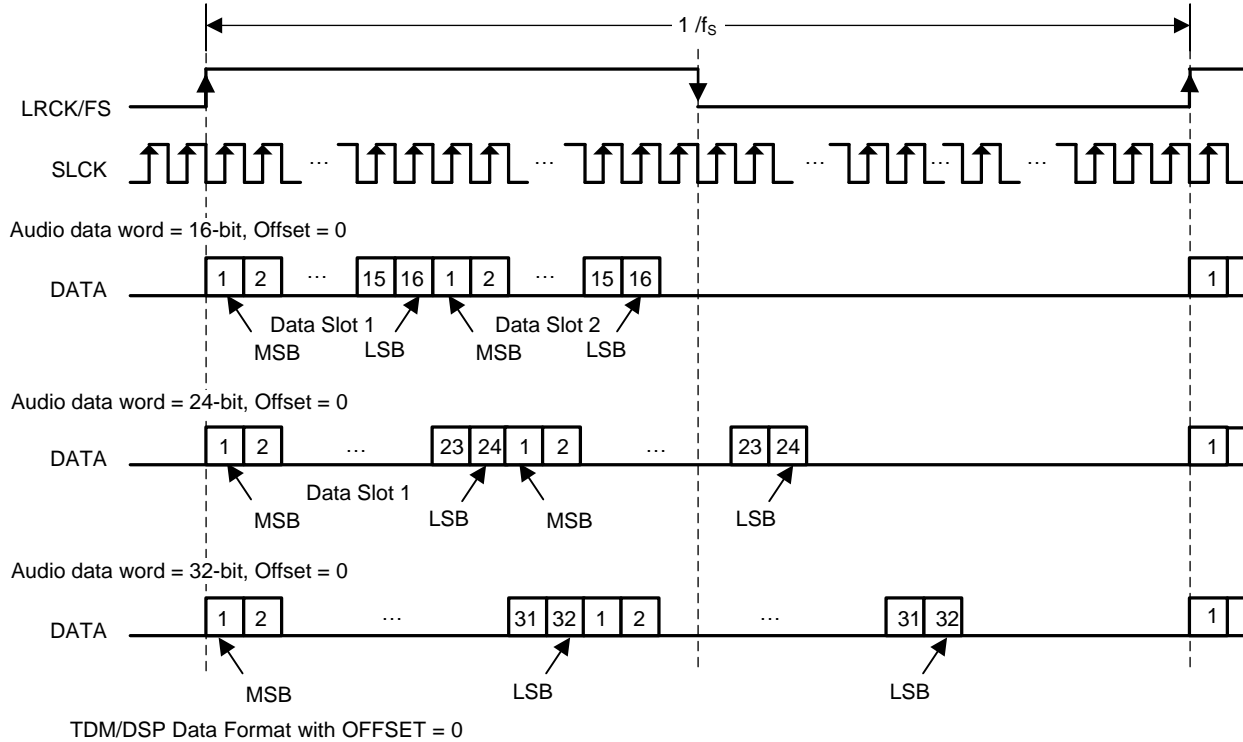 1 /fS
LRCK/FS
SLCK
… … … … …
Audio data word = 16-bit, Offset = 0
DATA 1 2 … 15 16 1 2 … 15 16 1
Data Slot 1 Data Slot 2
MSB LSB MSB LSB
Audio data word = 24-bit, Offset = 0
DATA 1 2 … 23 24 1 2 … 23 24 1
Data Slot 1
MSB LSB MSB LSB
Audio data word = 32-bit, Offset = 0
DATA 1 2 … 31 32 1 2 … 31 32 1
MSB LSB LSB
TDM/DSP Data Format with OFFSET = 0